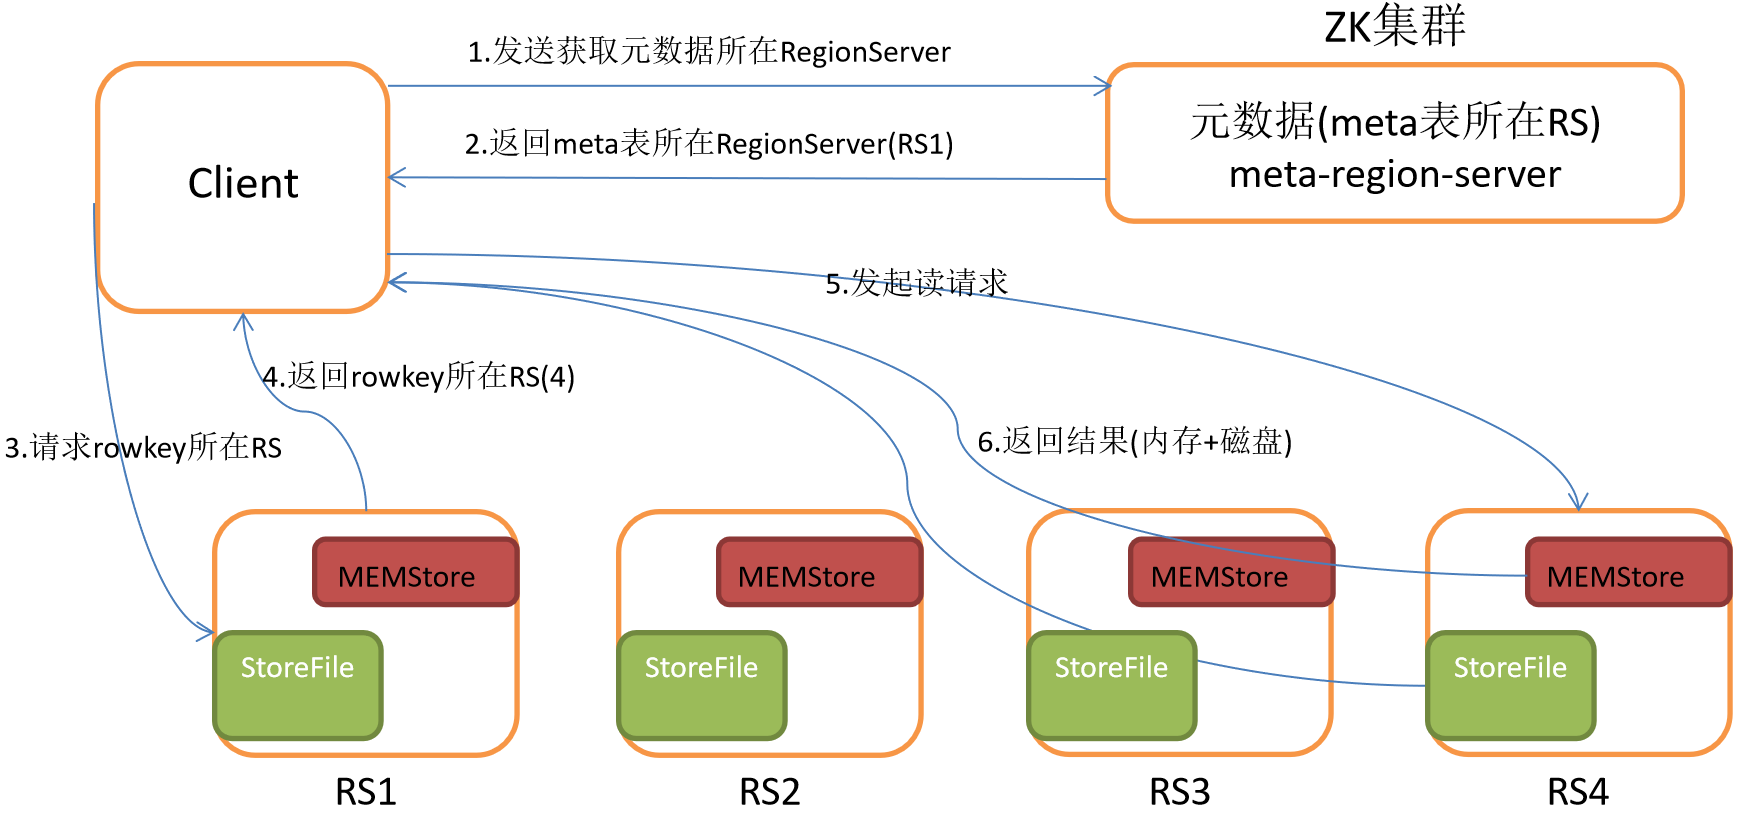 ZK集群
1.发送获取元数据所在RegionServer
元数据(meta表所在RS)
meta-region-server
2.返回meta表所在RegionServer(RS1)
Client
5.发起读请求
4.返回rowkey所在RS(4)
3.请求rowkey所在RS
6.返回结果(内存+磁盘)
MEMStore
MEMStore
MEMStore
MEMStore
StoreFile
StoreFile
StoreFile
StoreFile
RS1
RS2
RS3
RS4